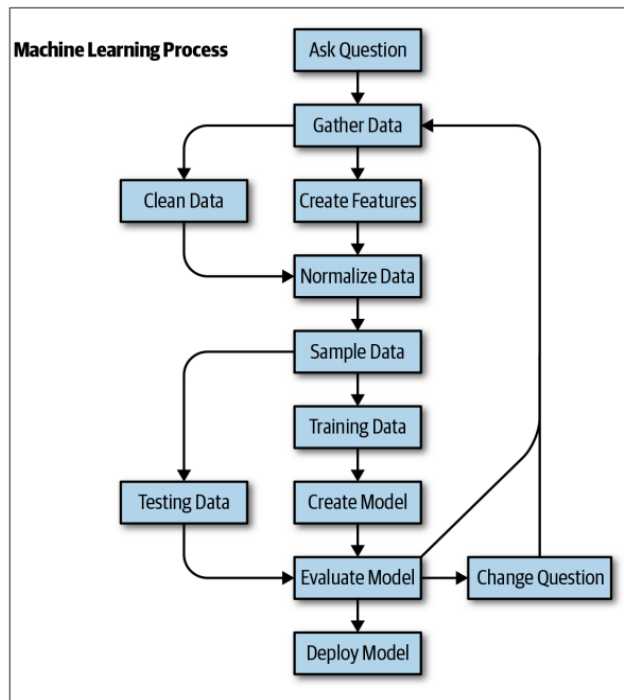 Machine Learning Process
Ask Question
Gather Data
Clean Data
Create Features
Normalize Data
Sample Data
Training Data
Testing Data
Create Model
Evaluate Model
Change Question
Deploy Model